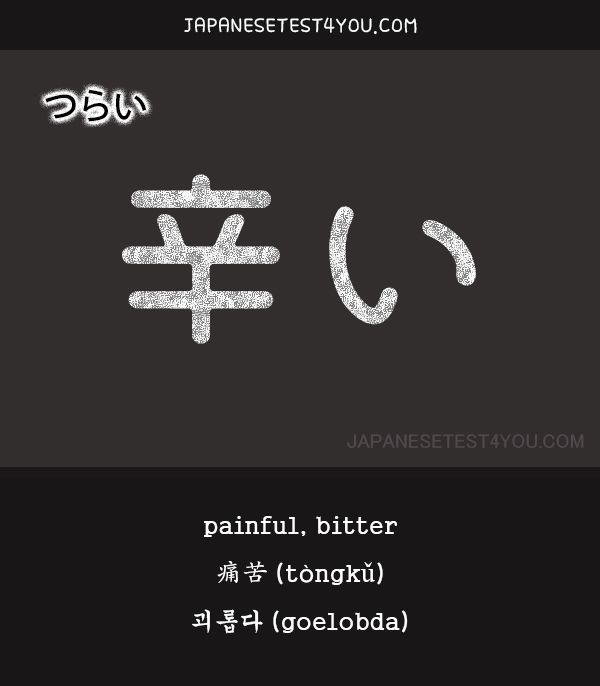 JAPANESETEST4YOU.COM
つらい
辛い
JAPANESETEST4YOU.COM
painful, bitter
痛苦 (tòngkǔ)
괴롭다 (goelobda)